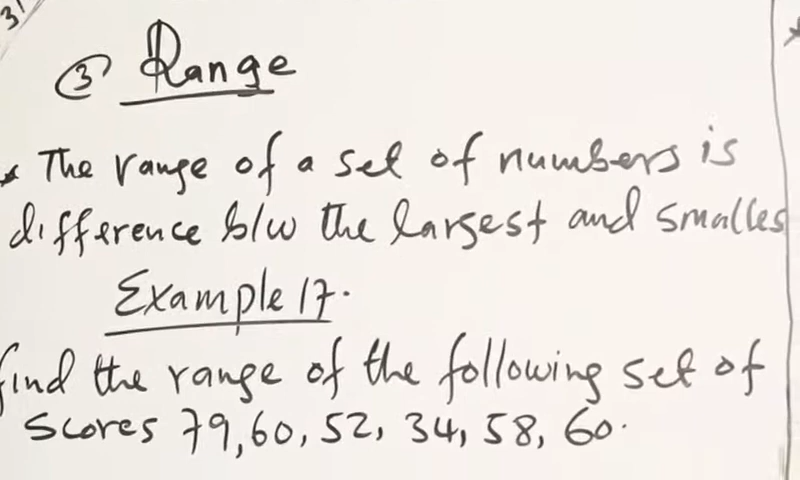 3!
③ Range
* The range of a set of numbers is
difference b/w the largest and smalles
Example 17.
find the range of the following set of
Scores 79,60, 52, 34, 58, 60.